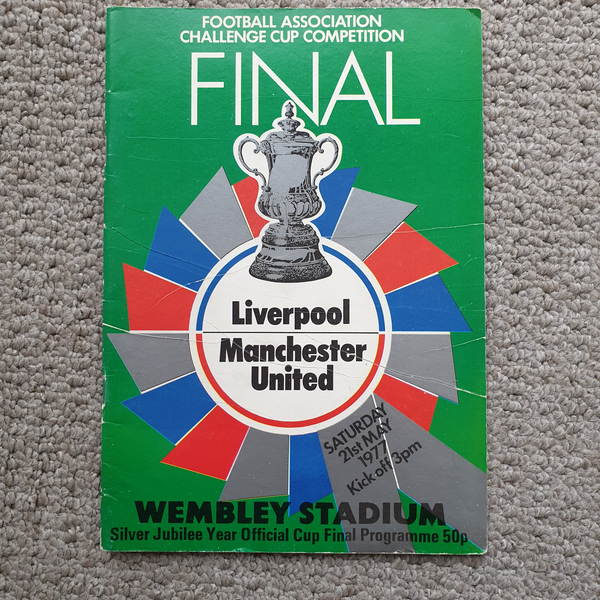 FOOTBALL ASSOCIATION
CHALLENGE CUP COMPETITION
FINAL
Liverpool
Manchester
United
SATURDAY
21st MAY
1977
Kick off 3pm
WEMBLEY STADIUM
Silver Jubilee Year Official Cup Final Programme 50p